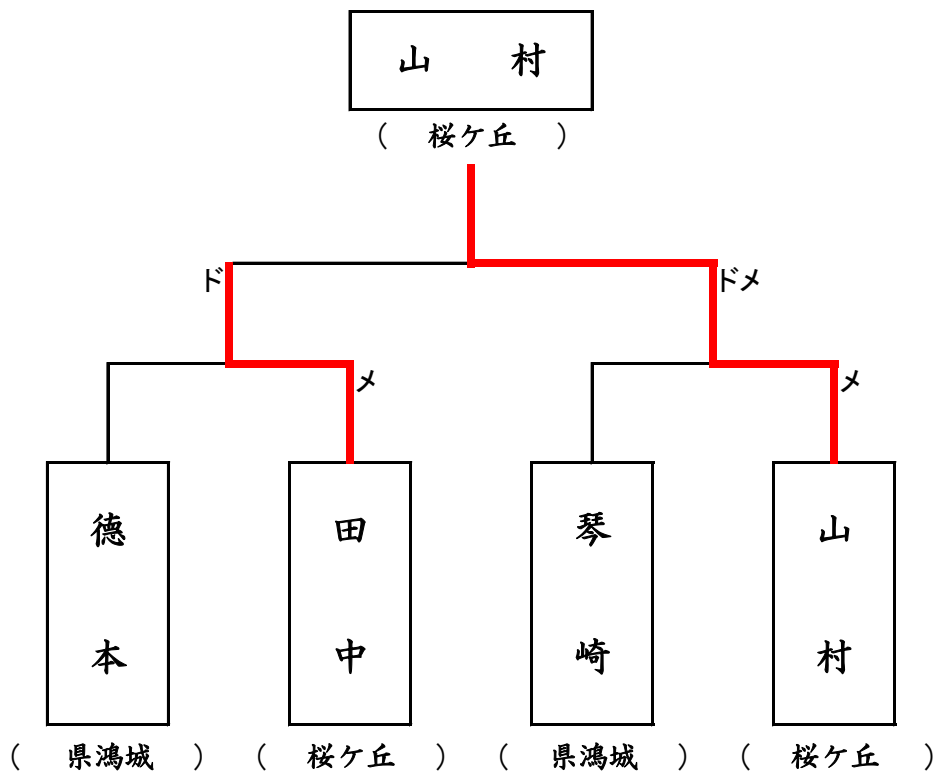 山 村
( 桜ケ丘 )
ド ドメ
メ メ
德本 田中 琴崎 山村
( 県鴻城 ) ( 桜ケ丘 ) ( 県鴻城 ) ( 桜ケ丘 )